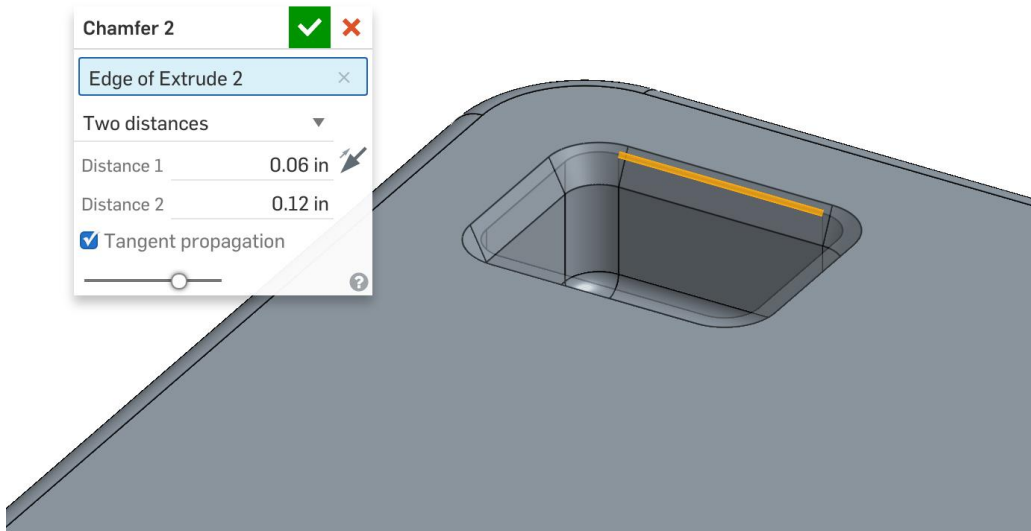 Chamfer 2
Edge of Extrude 2
Two distances
Distance 1 0.06 in
Distance 2 0.12 in
Tangent propagation
?